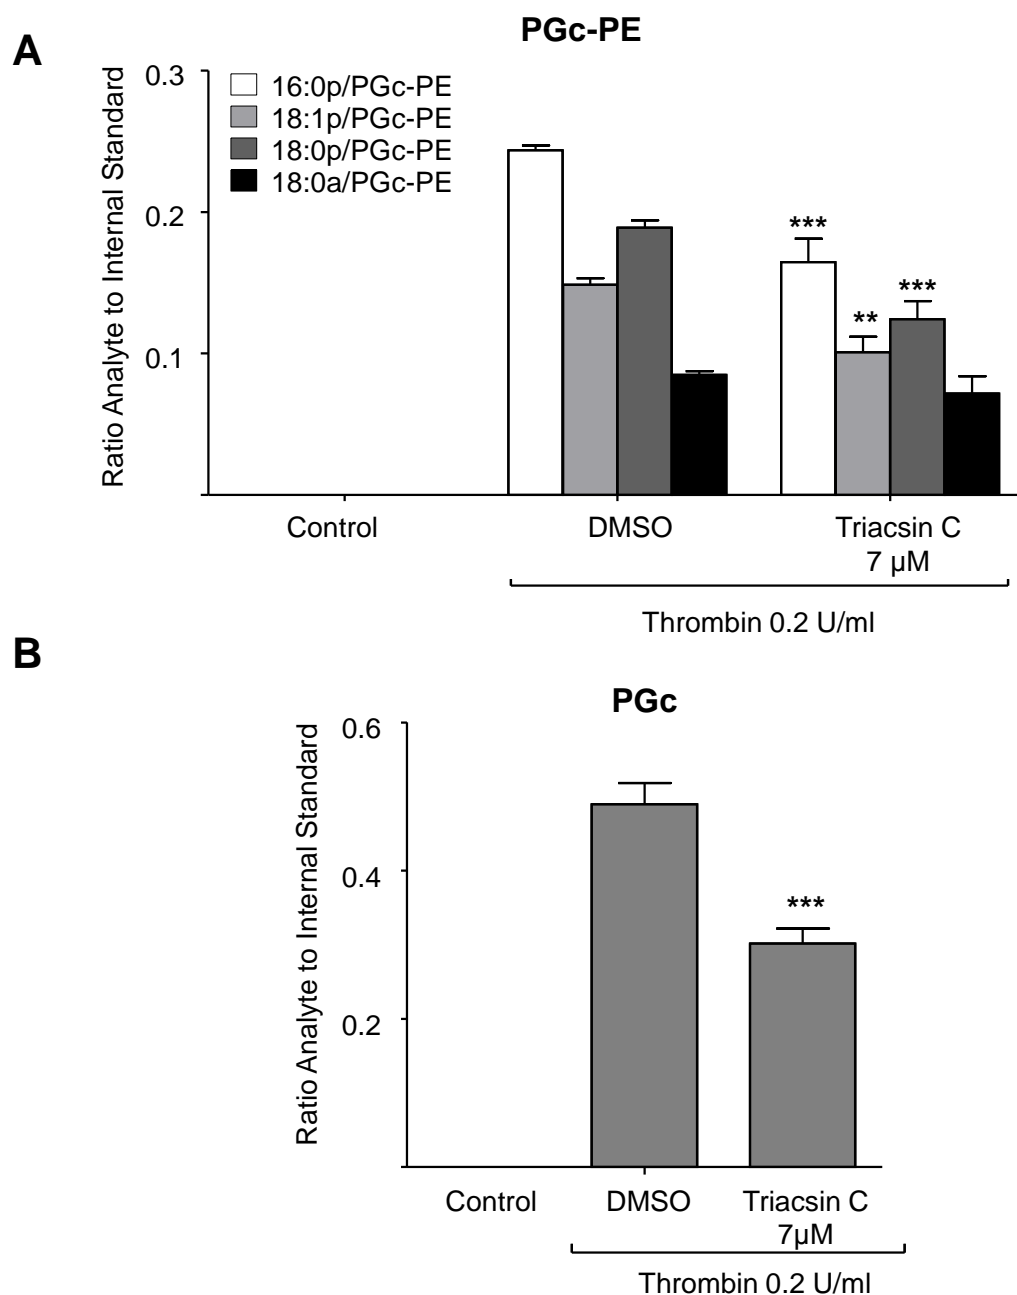 A
PGc-PE
Ratio Analyte to Internal Standard
0.3
0.2
0.1
16:0p/PGc-PE
18:1p/PGc-PE
18:0p/PGc-PE
18:0a/PGc-PE
***
**
***
Control
DMSO
Triacsin C
7 µM
Thrombin 0.2 U/ml
B
PGc
Ratio Analyte to Internal Standard
0.6
0.4
0.2
***
Control
DMSO
Triacsin C
7µM
Thrombin 0.2 U/ml